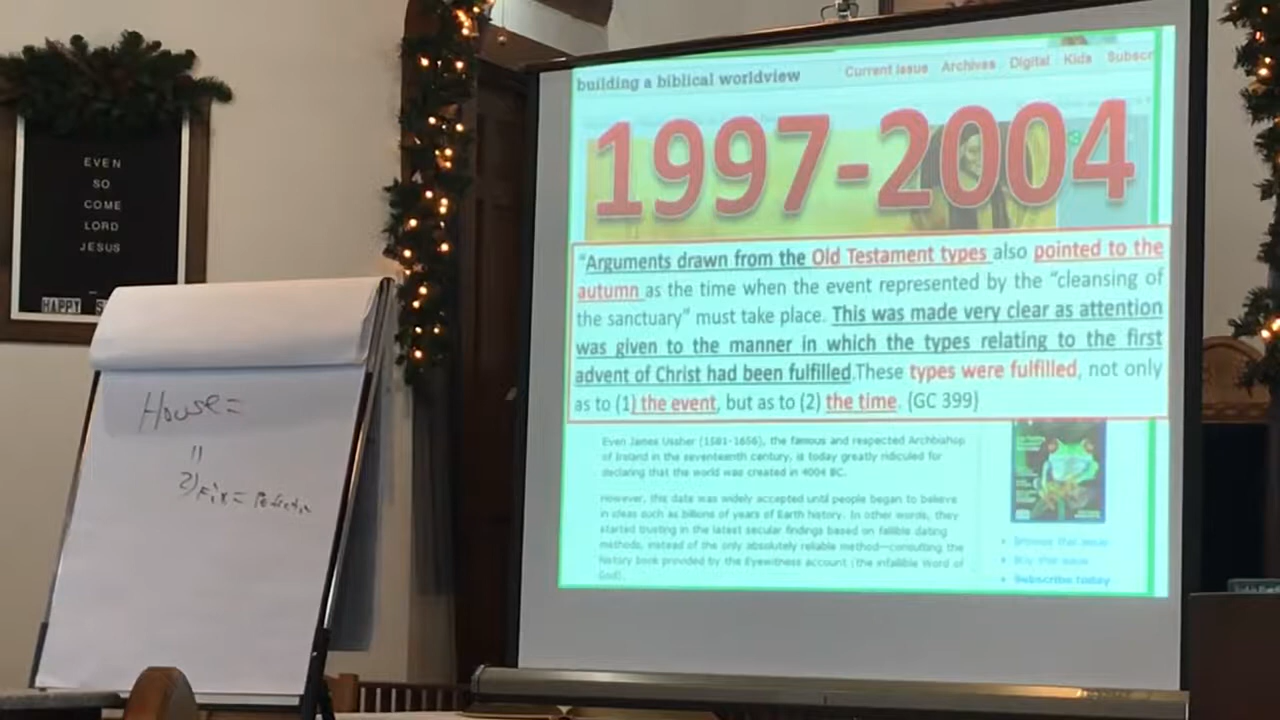 EVEN
SO
COME
LORD
JESUS
HAPPY S
House=
"
2) Fix =
building a biblical worldview
Current Issue Archives Digital Kids Subscr
1997-2004
"Arguments drawn from the Old Testament types also pointed to the
autumn as the time when the event represented by the "cleansing of
the sanctuary" must take place. This was made very clear as attention
was given to the manner in which the types relating to the first
advent of Christ had been fulfilled.These types were fulfilled, not only
as to (1) the event, but as to (2) the time. (GC 399)
Even James Ussher (1581-1656), the famous and respected Archbishop
of Ireland in the seventeenth century, is today greatly ridiculed for
declaring that the world was created in 4004 BC.
However, this date was widely accepted until people began to believe
in ideas such as billions of years of Earth history. In other words, they
started trusting in the latest secular findings based on fallible dating
methods, instead of the only absolutely reliable method—consulting the
history book provided by the Eyewitness account (the infallible Word of
God).
Browse this issue
Buy this issue
Subscribe today